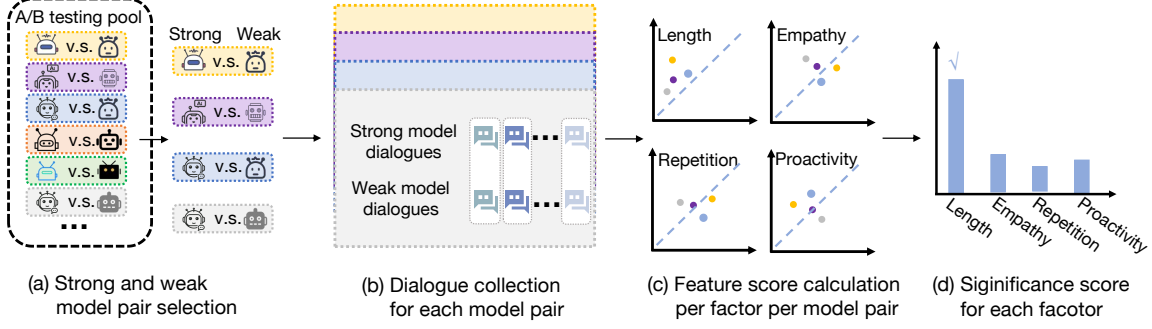 A/B testing pool
v.s.
v.s.
v.s.
v.s.
v.s.
v.s.
...
Strong Weak
v.s.
v.s.
v.s.
v.s.
Strong model
dialogues
...
Weak model
dialogues
...
Length
Empathy
Repetition
Proactivity
√
Length
Empathy
Repetition
Proactivity
(a) Strong and weak
model pair selection
(b) Dialogue collection
for each model pair
(c) Feature score calculation
per factor per model pair
(d) Siginificance score
for each facotor